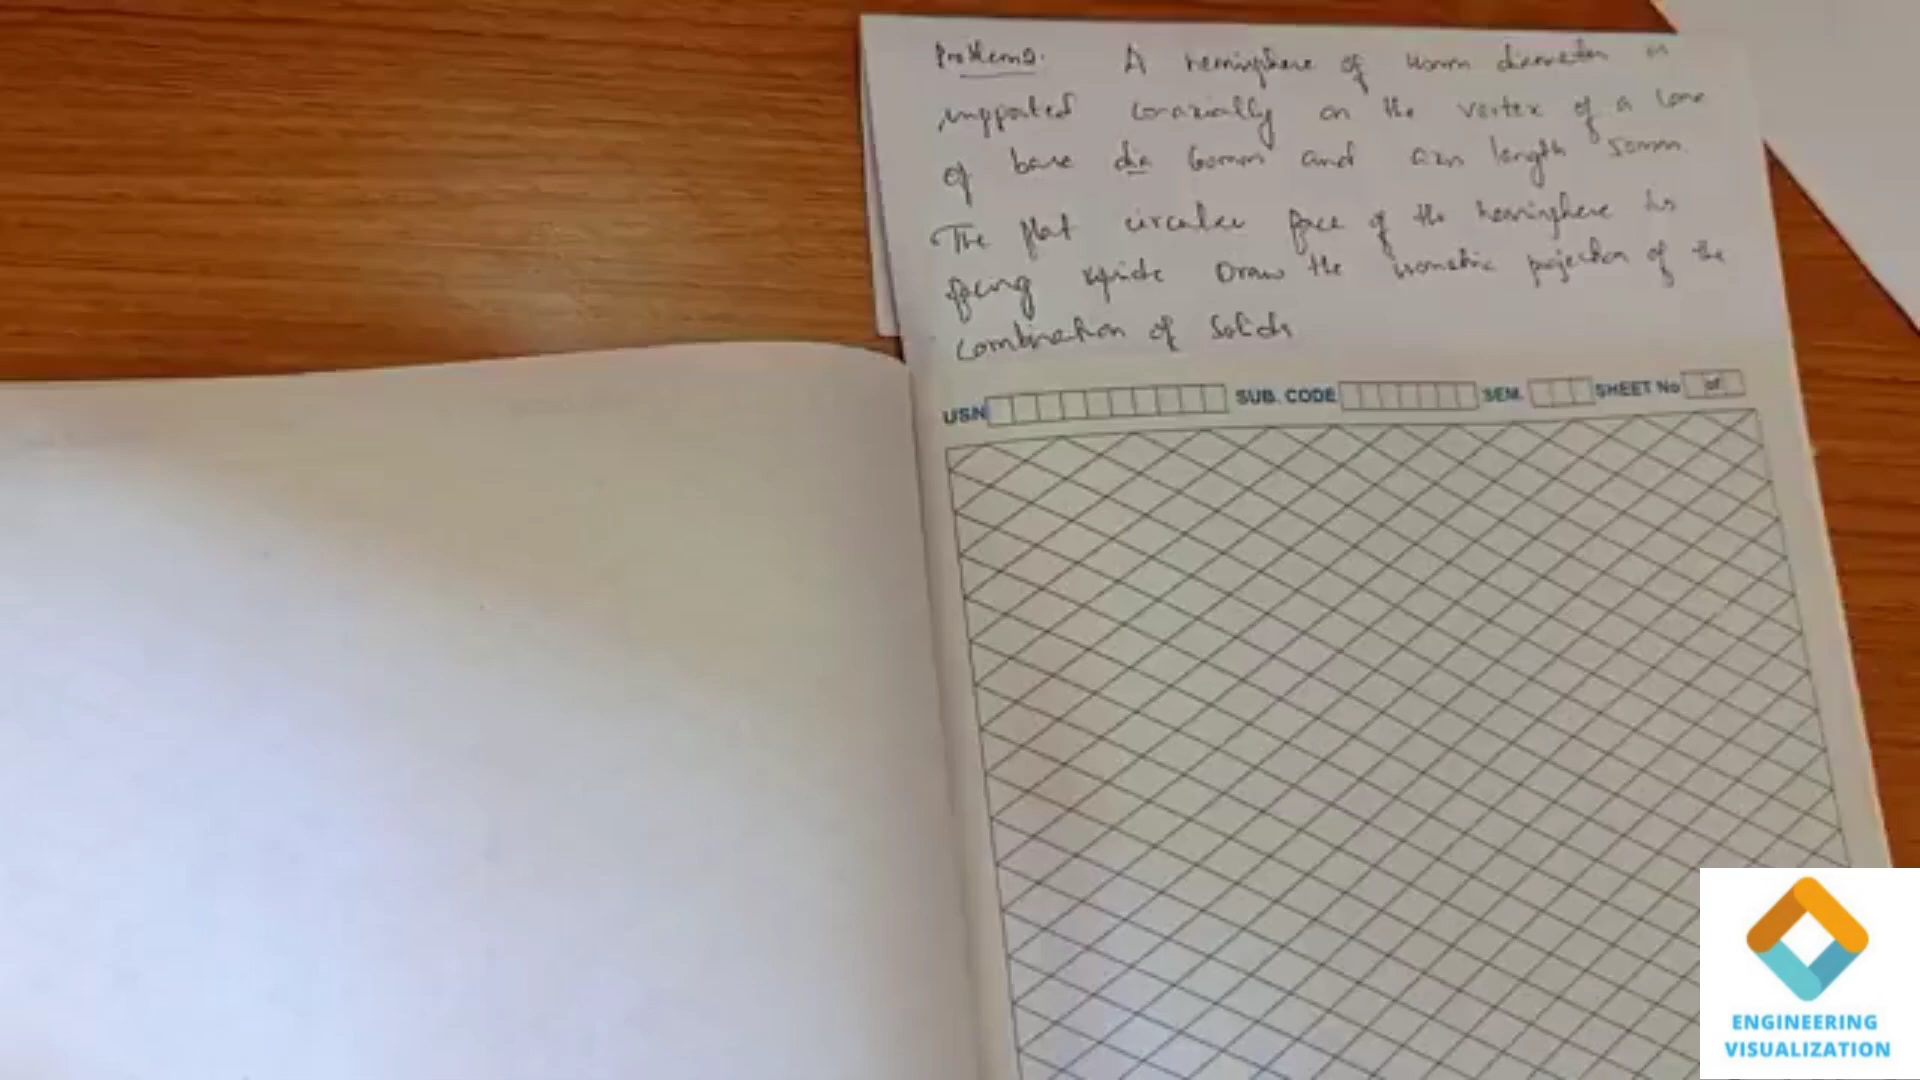 Problem 2. A hemisphere of 40mm diameter is
supported coaxially on the vertex of a cone
of base dia 60mm and axis length 50mm.
The flat circular face of the hemisphere is
facing upside Draw the isometric projection of the
combination of Solids
USN SUB. CODE SEM. SHEET No of
ENGINEERING
VISUALIZATION